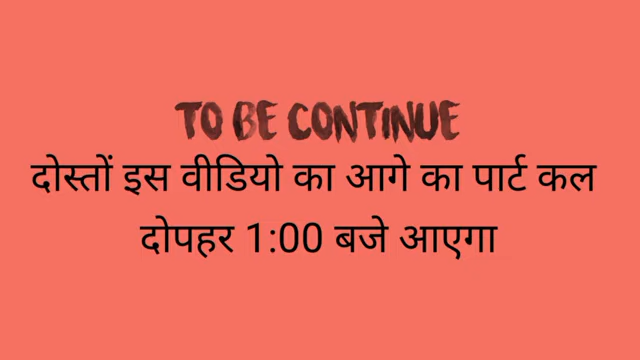 TO BE CONTINUE
दोस्तों इस वीडियो का आगे का पार्ट कल
दोपहर 1:00 बजे आएगा